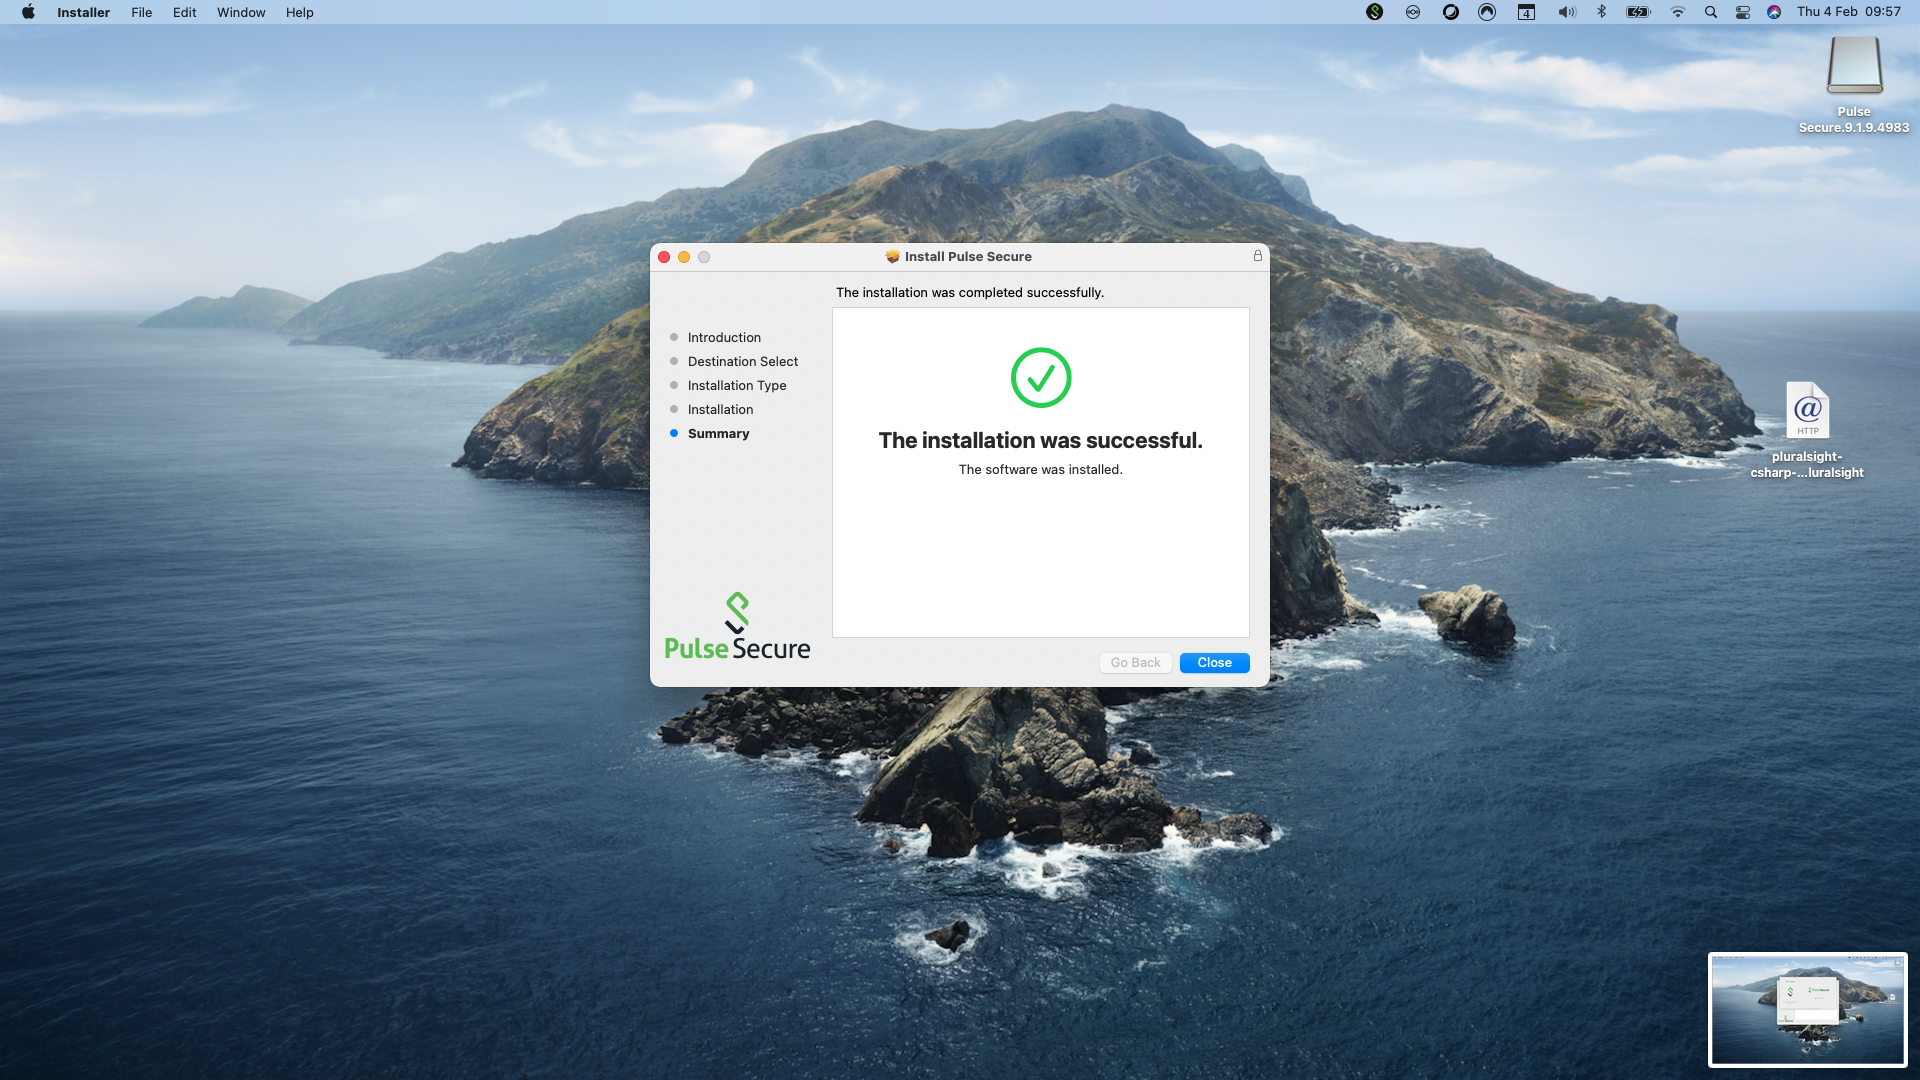 Installer File Edit Window Help 4 Thu 4 Feb 09:57
Pulse
Secure.9.1.9.4983
Install Pulse Secure
The installation was completed successfully.
Introduction
Destination Select
Installation Type
Installation
Summary
The installation was successful.
The software was installed.
Pulse Secure
Go Back Close
HTTP
pluralsight-
csharp-...luralsight